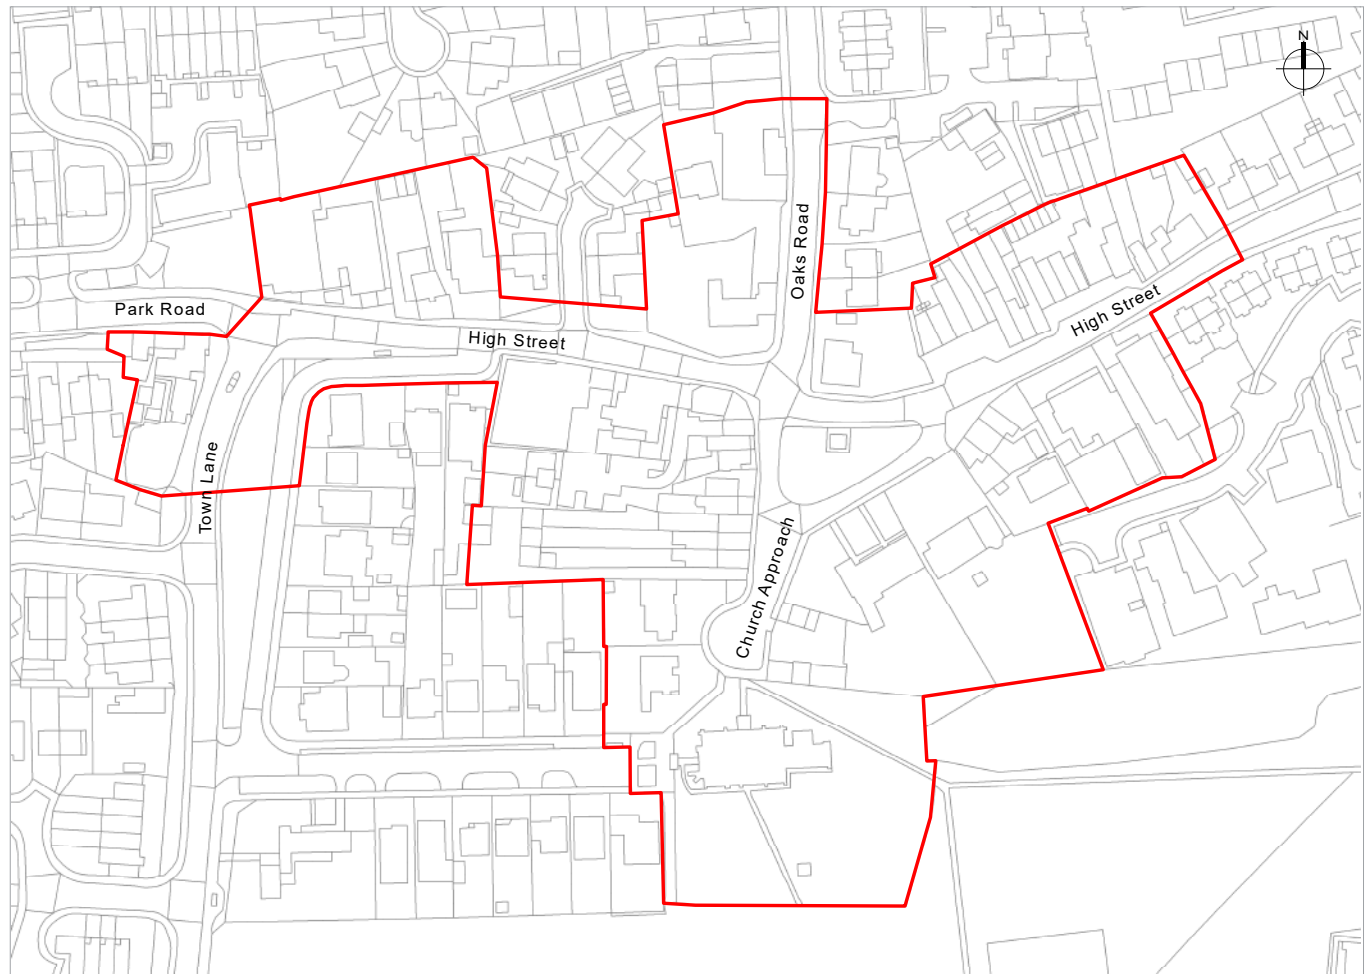 N
Oaks Road
High Street
Park Road
High Street
Town Lane
Church Approach